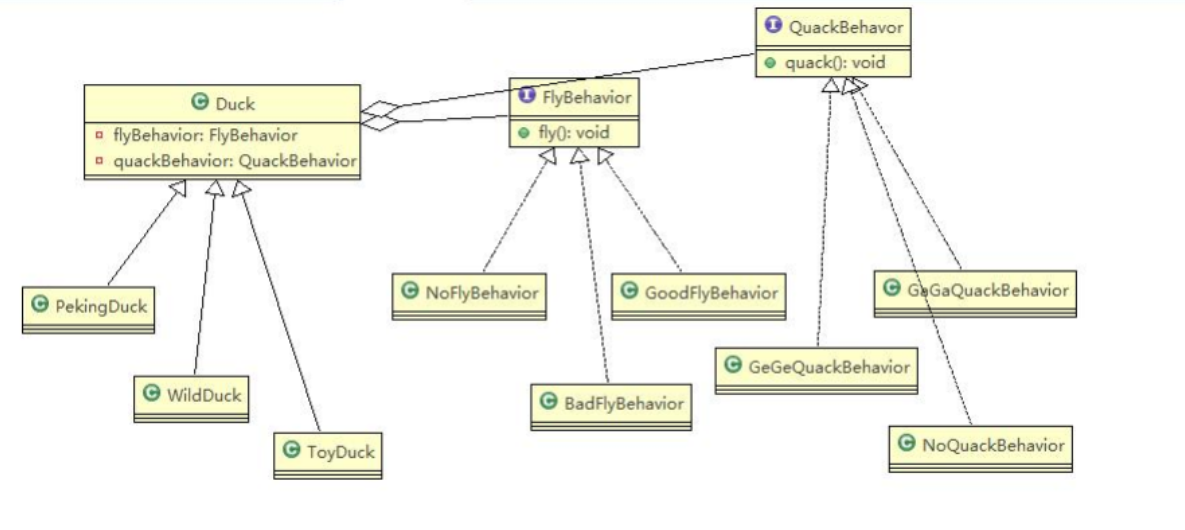 QuackBehavor
quack(): void
Duck
flyBehavior: FlyBehavior
quackBehavior: QuackBehavior
FlyBehavior
fly(): void
PekingDuck
WildDuck
ToyDuck
NoFlyBehavior
GoodFlyBehavior
BadFlyBehavior
GaGaQuackBehavior
GeGeQuackBehavior
NoQuackBehavior